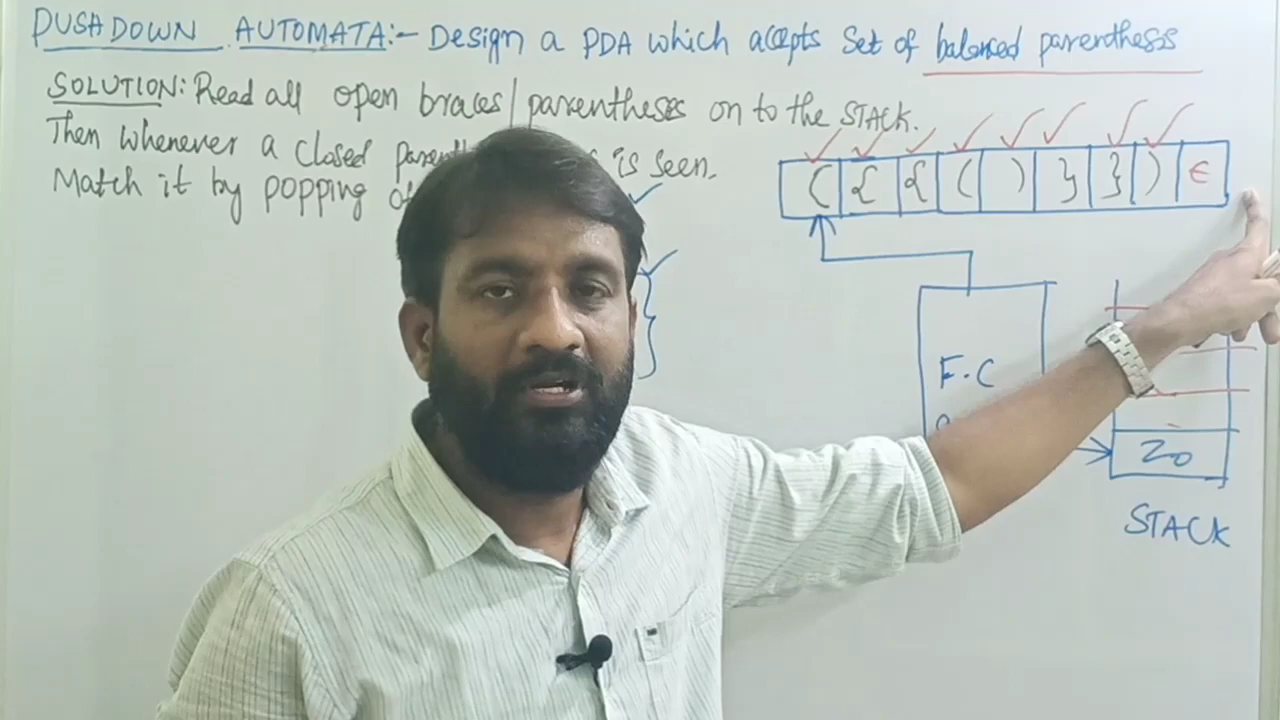 PUSHDOWN AUTOMATA:- Design a PDA which accepts set of balanced parenthesis
SOLUTION: Read all open braces/parentheses on to the STACK.
Then whenever a closed is seen.
Match it by popping
( { { ( ) } } ) ϵ
F.C
Z0
STACK